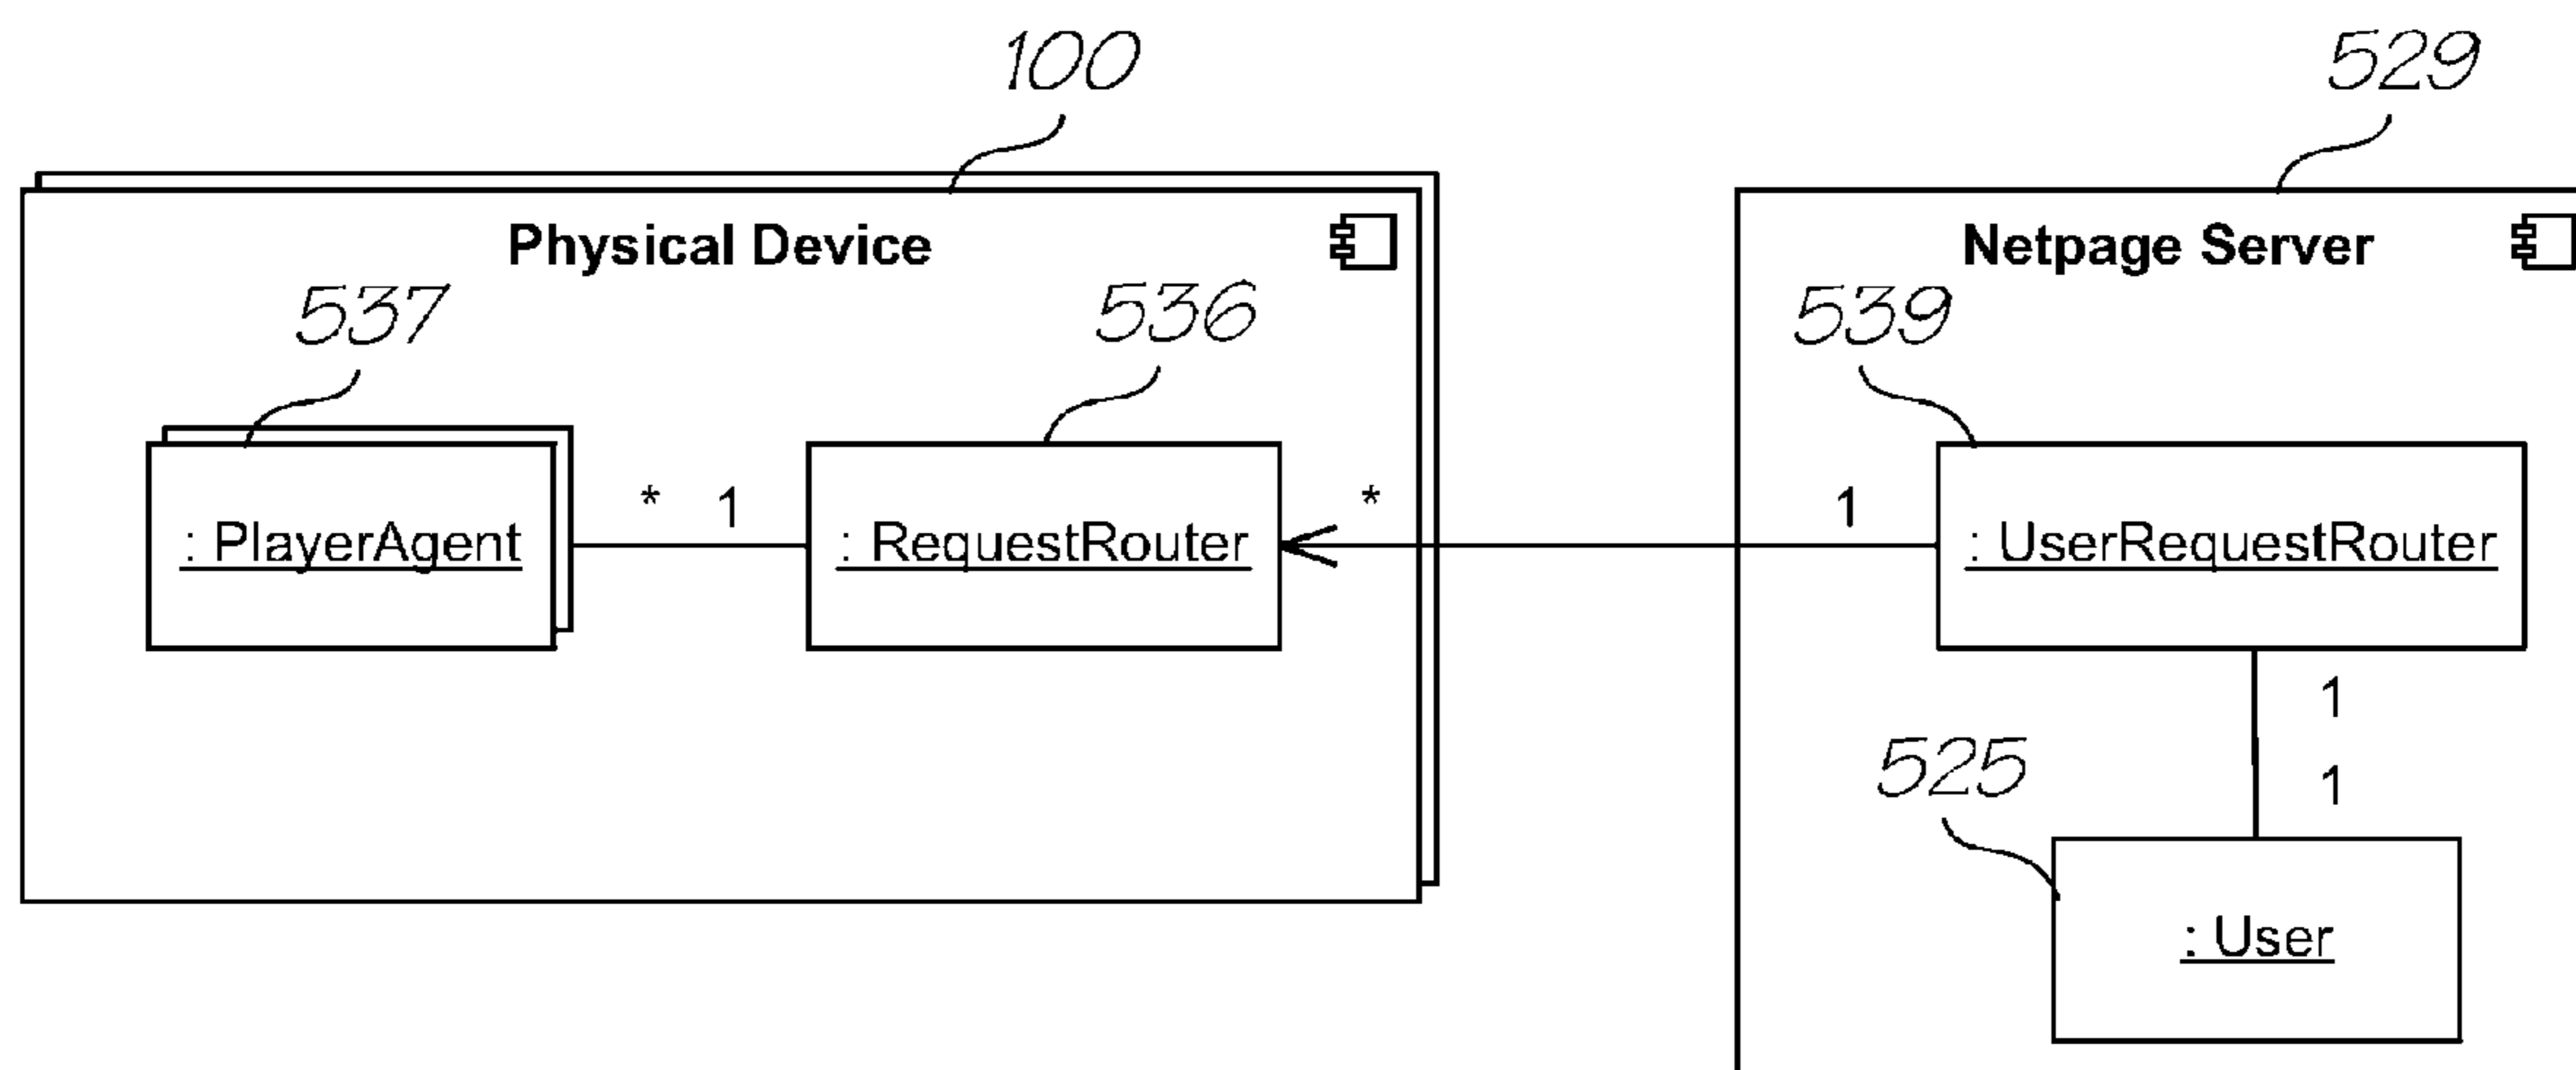 100
529
Physical Device
Netpage Server
537
536
539
* 1
* 1
: PlayerAgent
: RequestRouter
: UserRequestRouter
1
525
1
: User